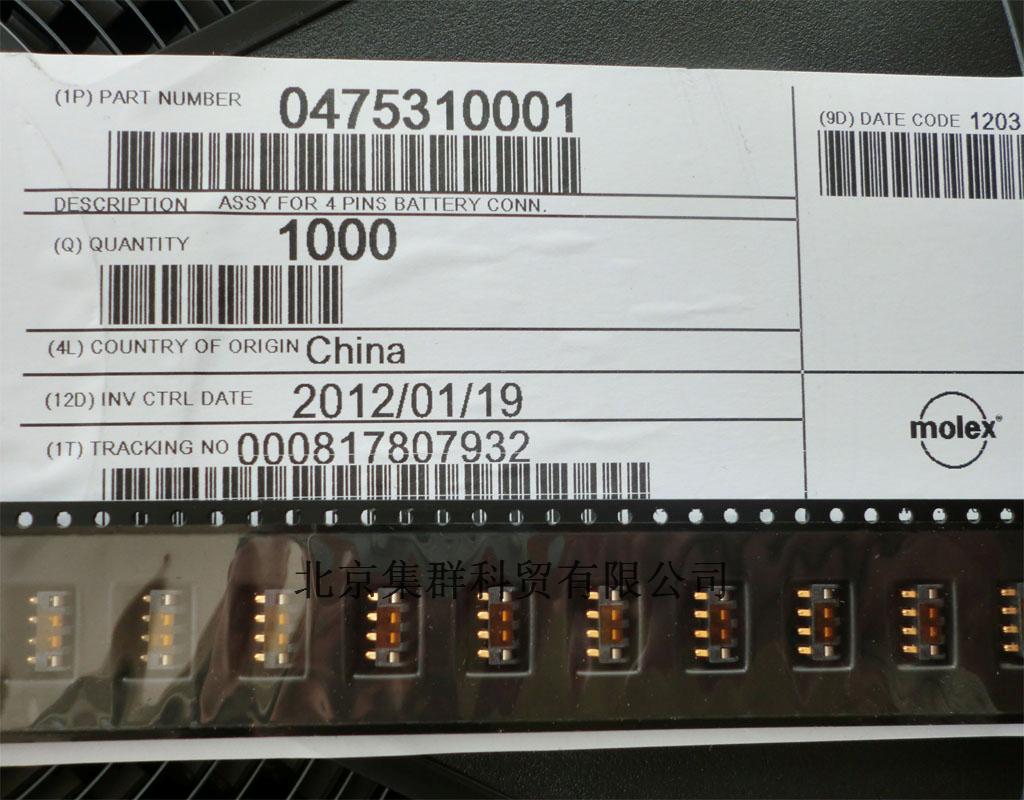 (1P) PART NUMBER 0475310001
(9D) DATE CODE 1203
DESCRIPTION ASSY FOR 4 PINS BATTERY CONN.
(Q) QUANTITY 1000
(4L) COUNTRY OF ORIGIN China
(12D) INV CTRL DATE 2012/01/19
(1T) TRACKING NO 000817807932
molex™
北京集群科贸有限公司